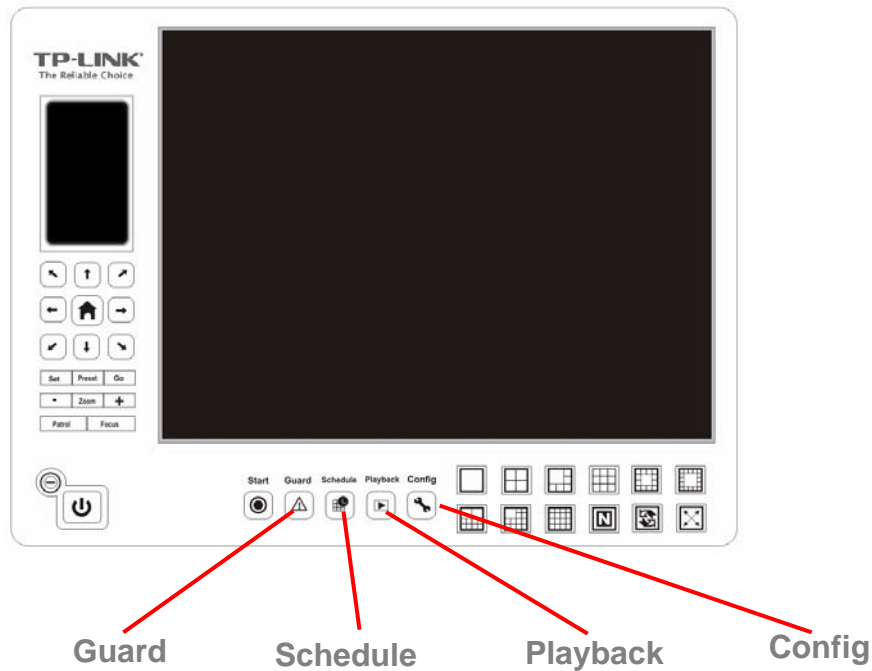 TP-LINK
The Reliable Choice
Set Preset Go
- Zoom +
Patrol Focus
Start Guard Schedule Playback Config
N
Guard Schedule Playback Config